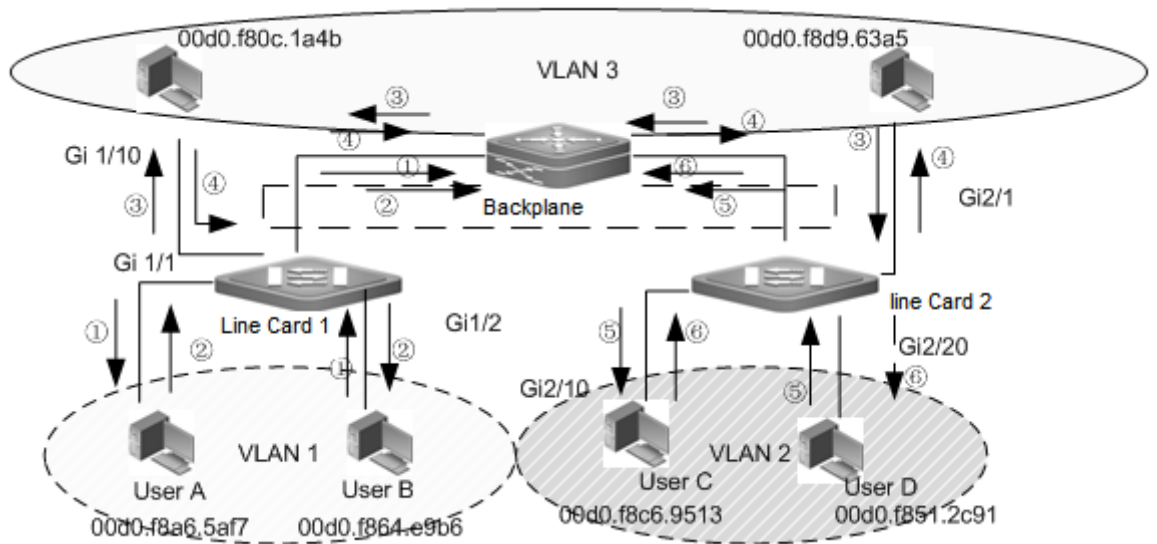 00d0.f80c.1a4b
00d0.f8d9.63a5
VLAN 3
③
③
④
④
③
④
Gi 1/10
①
⑥
④
③
②
⑤
Backplane
Gi2/1
Gi 1/1
Line Card 1
line Card 2
①
②
Gi1/2
②
①
⑤
⑥
Gi2/20
⑥
Gi2/10
⑤
VLAN 1
VLAN 2
User A
User B
User C
User D
00d0.f8a6.5af7
00d0.f864.e9b6
00d0.f8c6.9513
00d0.f851.2c91